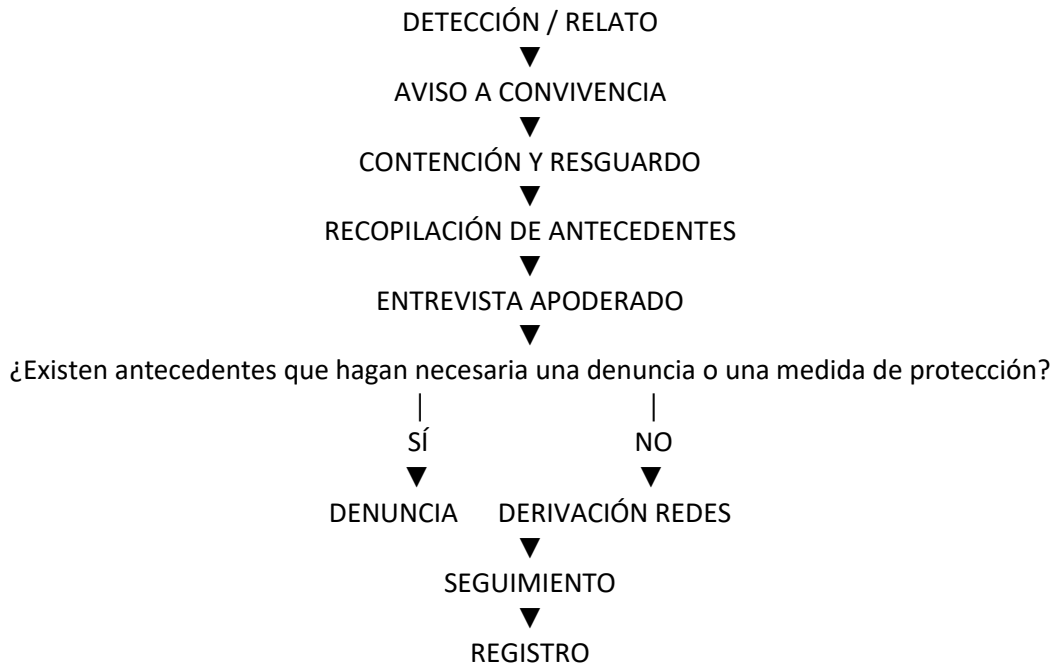 DETECCIÓN / RELATO
▼
AVISO A CONVIVENCIA
▼
CONTENCIÓN Y RESGUARDO
▼
RECOPILACIÓN DE ANTECEDENTES
▼
ENTREVISTA APODERADO
▼
¿Existen antecedentes que hagan necesaria una denuncia o una medida de protección?
| |
SÍ NO
▼ ▼
DENUNCIA DERIVACIÓN REDES
▼
SEGUIMIENTO
▼
REGISTRO